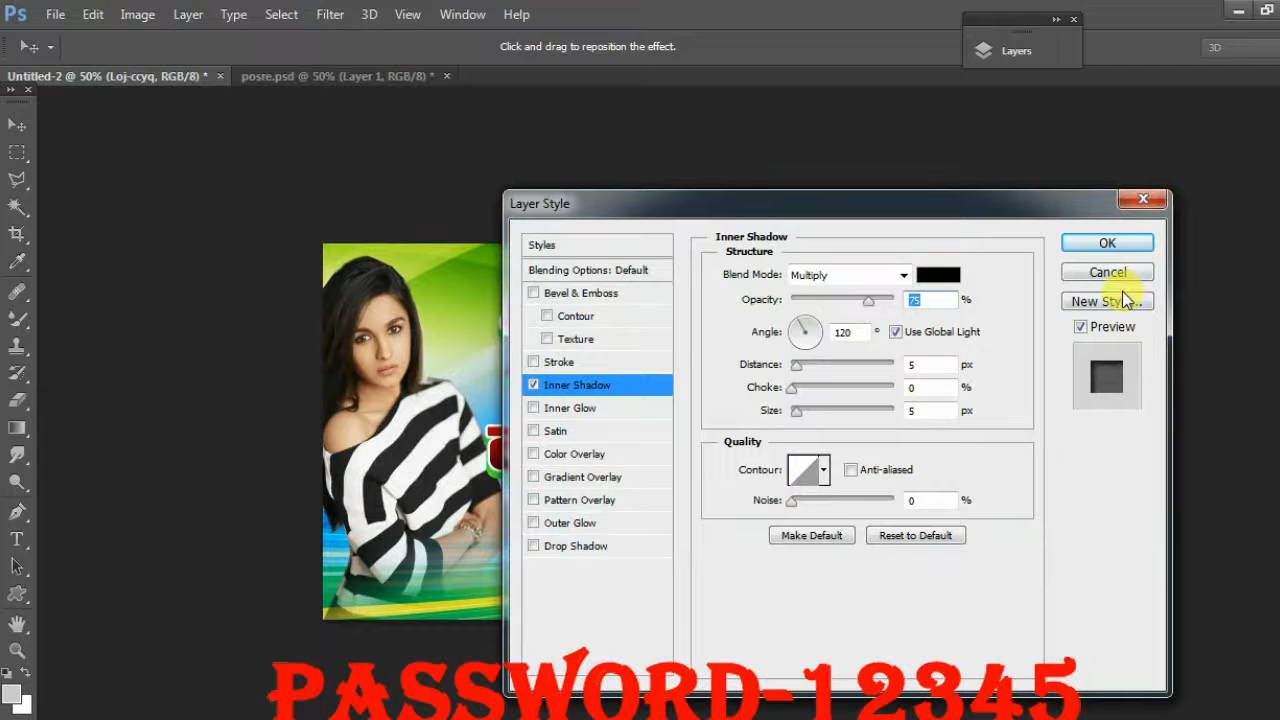 Ps File Edit Image Layer Type Select Filter 3D View Window Help
Click and drag to reposition the effect.
Layers
3D
Untitled-2 @ 50% (Loj-ccyq, RGB/8) * × posre.psd @ 50% (Layer 1, RGB/8) * ×
Layer Style
Styles
Blending Options: Default
Bevel & Emboss
Contour
Texture
Stroke
Inner Shadow
Inner Glow
Satin
Color Overlay
Gradient Overlay
Pattern Overlay
Outer Glow
Drop Shadow
Inner Shadow
Structure
Blend Mode: Multiply
Opacity: 75 %
Angle: 120 ° Use Global Light
Distance: 5 px
Choke: 0 %
Size: 5 px
Quality
Contour: Anti-aliased
Noise: 0 %
Make Default Reset to Default
OK
Cancel
Preview
T
PASSWORD-12345